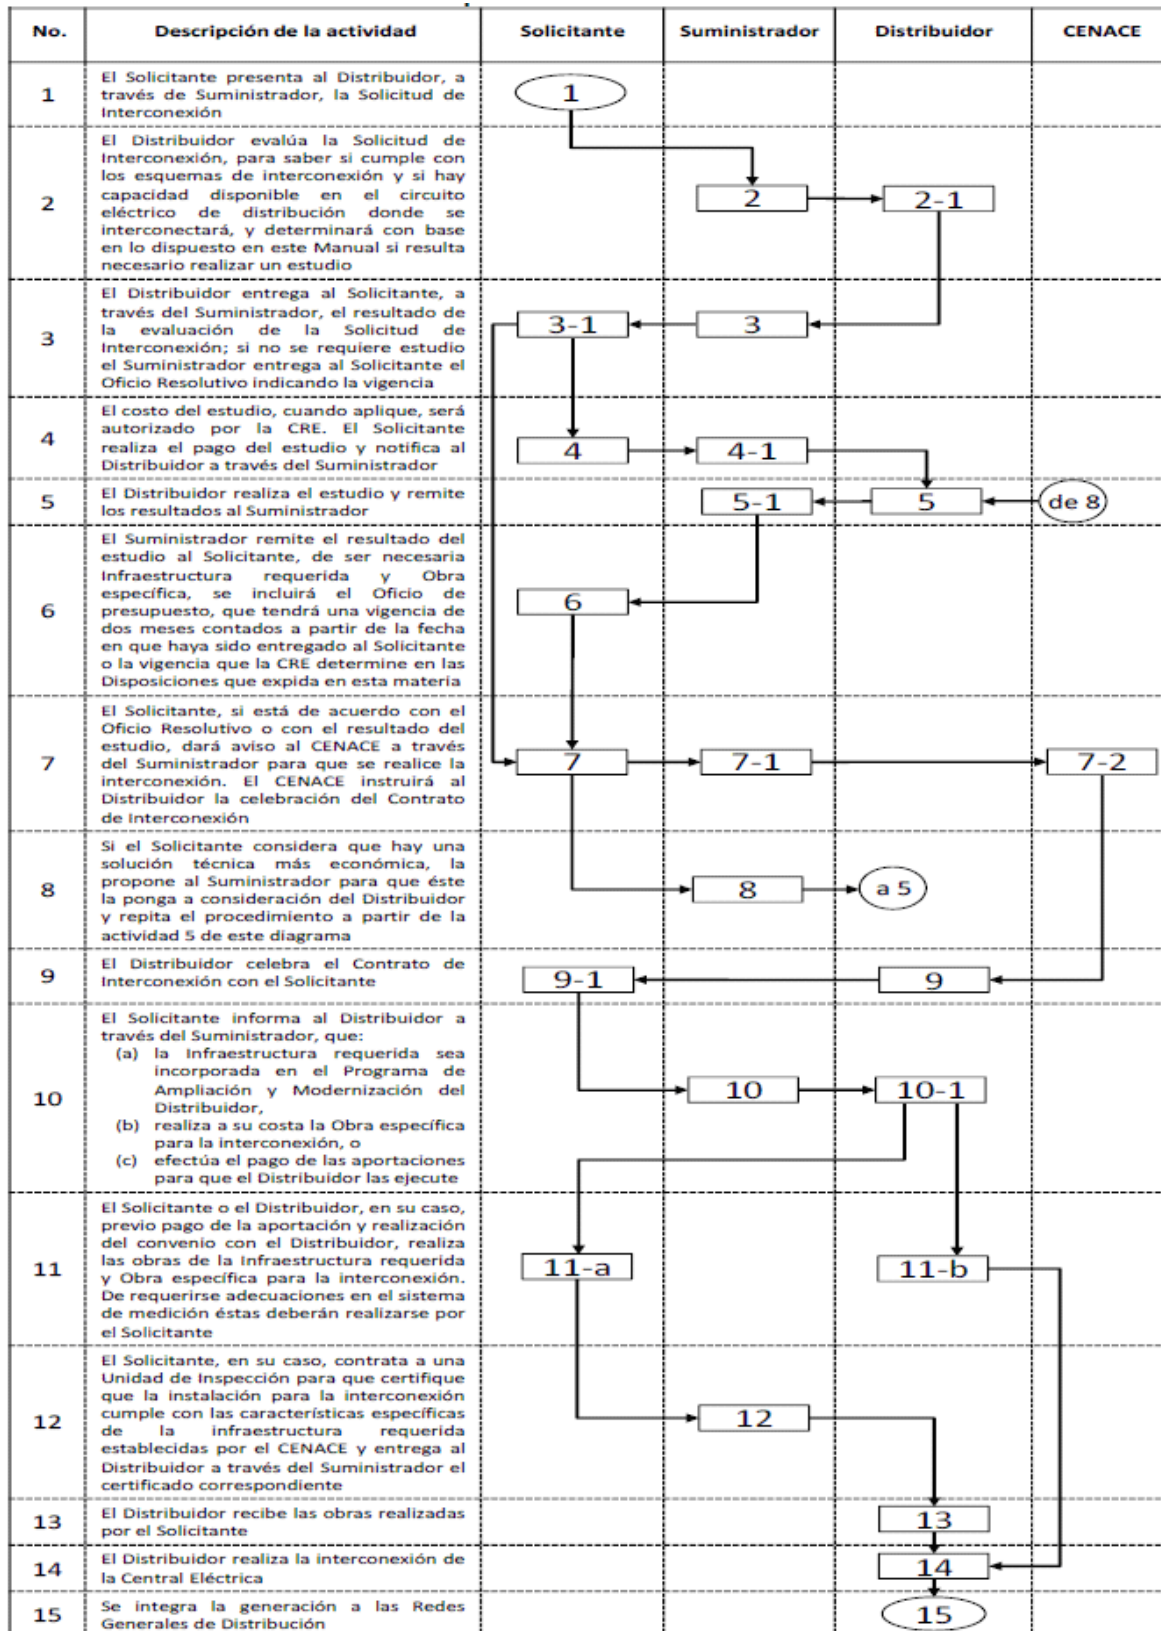 No.
Descripción de la actividad
Solicitante
Suministrador
Distribuidor
CENACE
1
El Solicitante presenta al Distribuidor, a
través de Suministrador, la Solicitud de
Interconexión
1
2
El Distribuidor evalúa la Solicitud de
Interconexión, para saber si cumple con
los esquemas de interconexión y si hay
capacidad disponible en el circuito
eléctrico de distribución donde se
interconectará, y determinará con base
en lo dispuesto en este Manual si resulta
necesario realizar un estudio
2
2-1
3
El Distribuidor entrega al Solicitante, a
través del Suministrador, el resultado de
la evaluación de la Solicitud de
Interconexión; si no se requiere estudio
el Suministrador entrega al Solicitante el
Oficio Resolutivo indicando la vigencia
3-1
3
4
El costo del estudio, cuando aplique, será
autorizado por la CRE. El Solicitante
realiza el pago del estudio y notifica al
Distribuidor a través del Suministrador
4
4-1
5
El Distribuidor realiza el estudio y remite
los resultados al Suministrador
5-1
5
de 8
6
El Suministrador remite el resultado del
estudio al Solicitante, de ser necesaria
Infraestructura requerida y Obra
específica, se incluirá el Oficio de
presupuesto, que tendrá una vigencia de
dos meses contados a partir de la fecha
en que haya sido entregado al Solicitante
o la vigencia que la CRE determine en las
Disposiciones que expida en esta materia
6
7
El Solicitante, si está de acuerdo con el
Oficio Resolutivo o con el resultado del
estudio, dará aviso al CENACE a través
del Suministrador para que se realice la
interconexión. El CENACE instruirá al
Distribuidor la celebración del Contrato
de Interconexión
7
7-1
7-2
8
Si el Solicitante considera que hay una
solución técnica más económica, la
propone al Suministrador para que éste
la ponga a consideración del Distribuidor
y repita el procedimiento a partir de la
actividad 5 de este diagrama
8
a 5
9
El Distribuidor celebra el Contrato de
Interconexión con el Solicitante
9-1
9
10
El Solicitante informa al Distribuidor a
través del Suministrador, que:
(a) la Infraestructura requerida sea
incorporada en el Programa de
Ampliación y Modernización del
Distribuidor,
(b) realiza a su costa la Obra específica
para la interconexión, o
(c) efectúa el pago de las aportaciones
para que el Distribuidor las ejecute
10
10-1
11
El Solicitante o el Distribuidor, en su caso,
previo pago de la aportación y realización
del convenio con el Distribuidor, realiza
las obras de la Infraestructura requerida
y Obra específica para la interconexión.
De requerirse adecuaciones en el sistema
de medición éstas deberán realizarse por
el Solicitante
11-a
11-b
12
El Solicitante, en su caso, contrata a una
Unidad de Inspección para que certifique
que la instalación para la interconexión
cumple con las características específicas
de la infraestructura requerida
establecidas por el CENACE y entrega al
Distribuidor a través del Suministrador el
certificado correspondiente
12
13
El Distribuidor recibe las obras realizadas
por el Solicitante
13
14
El Distribuidor realiza la interconexión de
la Central Eléctrica
14
15
Se integra la generación a las Redes
Generales de Distribución
15